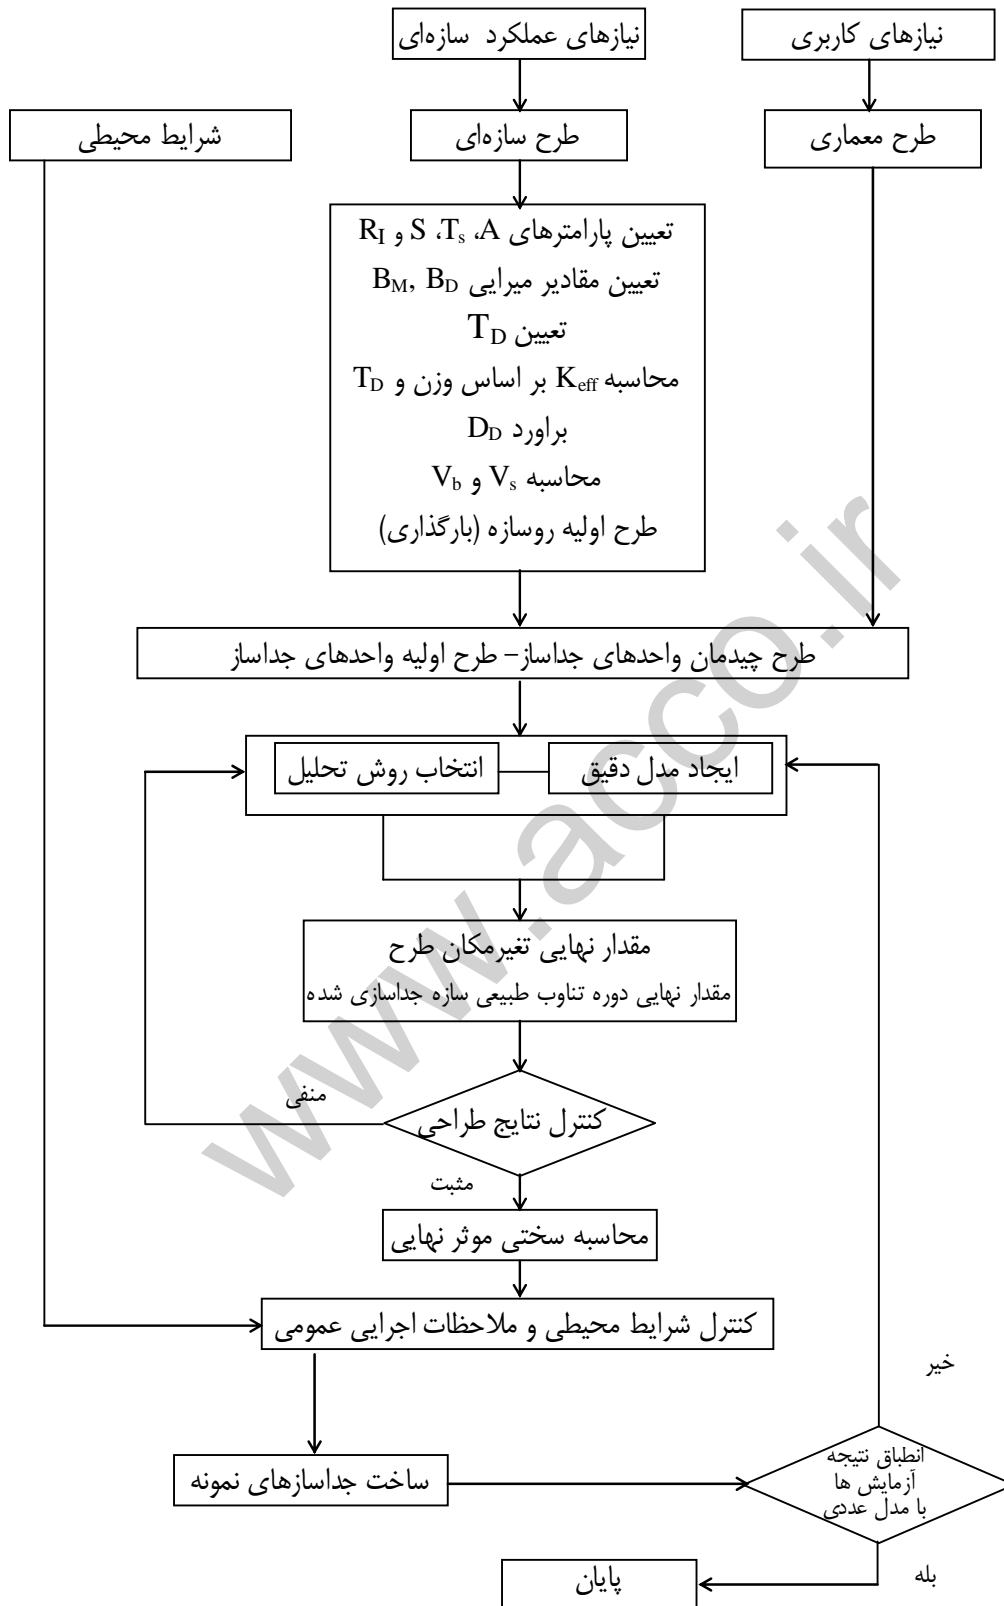 نیازهای کاربری
نیازهای عملکرد سازه‌ای
طرح معماری
طرح سازه‌ای
شرایط محیطی
تعیین پارامترهای A، Ts، S و RI
تعیین مقادیر میرایی BM, BD
تعیین TD
محاسبه Keff بر اساس وزن و TD
براورد DD
محاسبه Vs و Vb
طرح اولیه روسازه (بارگذاری)
طرح چیدمان واحدهای جداساز– طرح اولیه واحدهای جداساز
ایجاد مدل دقیق
انتخاب روش تحلیل
مقدار نهایی تغیرمکان طرح
مقدار نهایی دوره تناوب طبیعی سازه جداسازی شده
کنترل نتایج طراحی
منفی
مثبت
محاسبه سختی موثر نهایی
کنترل شرایط محیطی و ملاحظات اجرایی عمومی
خیر
ساخت جداسازهای نمونه
انطباق نتیجه
آزمایش ها
با مدل عددی
بله
پایان
www.acco.ir